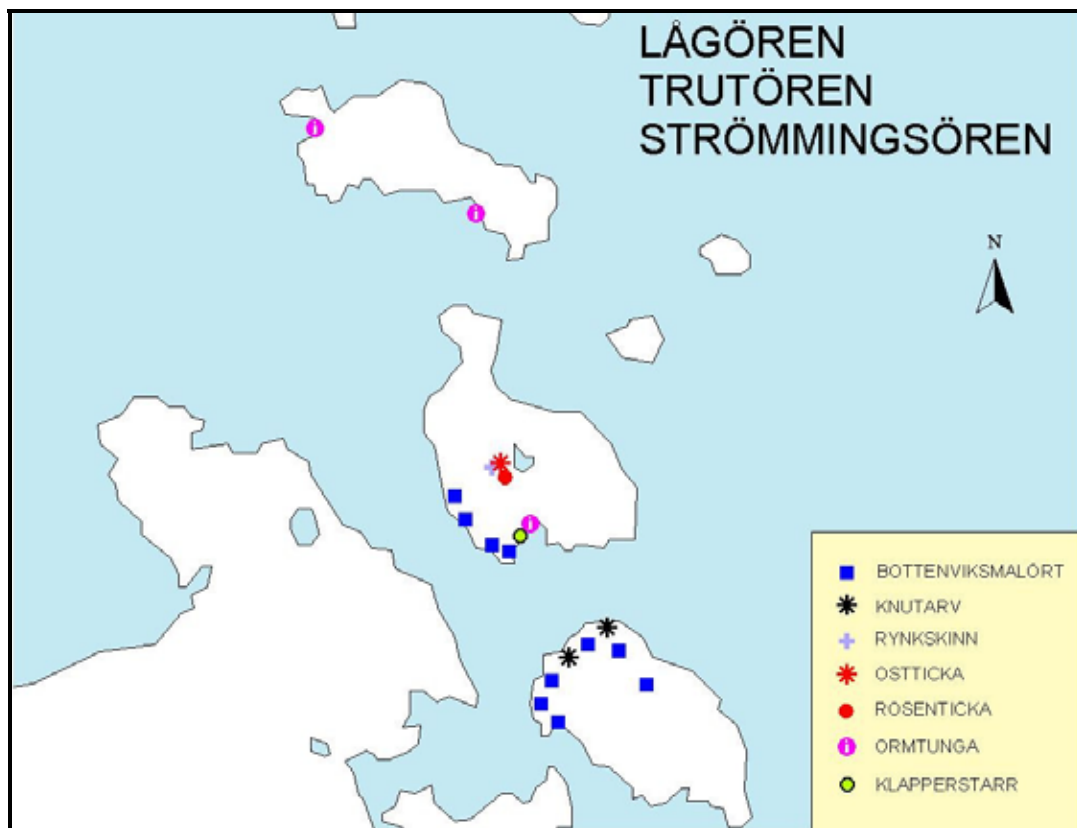 LÅGÖREN
TRUTÖREN
STRÖMMINGSÖREN
N
BOTTENVIKSMALÖRT
KNUTARV
RYNKSKINN
OSTTICKA
ROSENTICKA
ORMTUNGA
KLAPPERSTARR